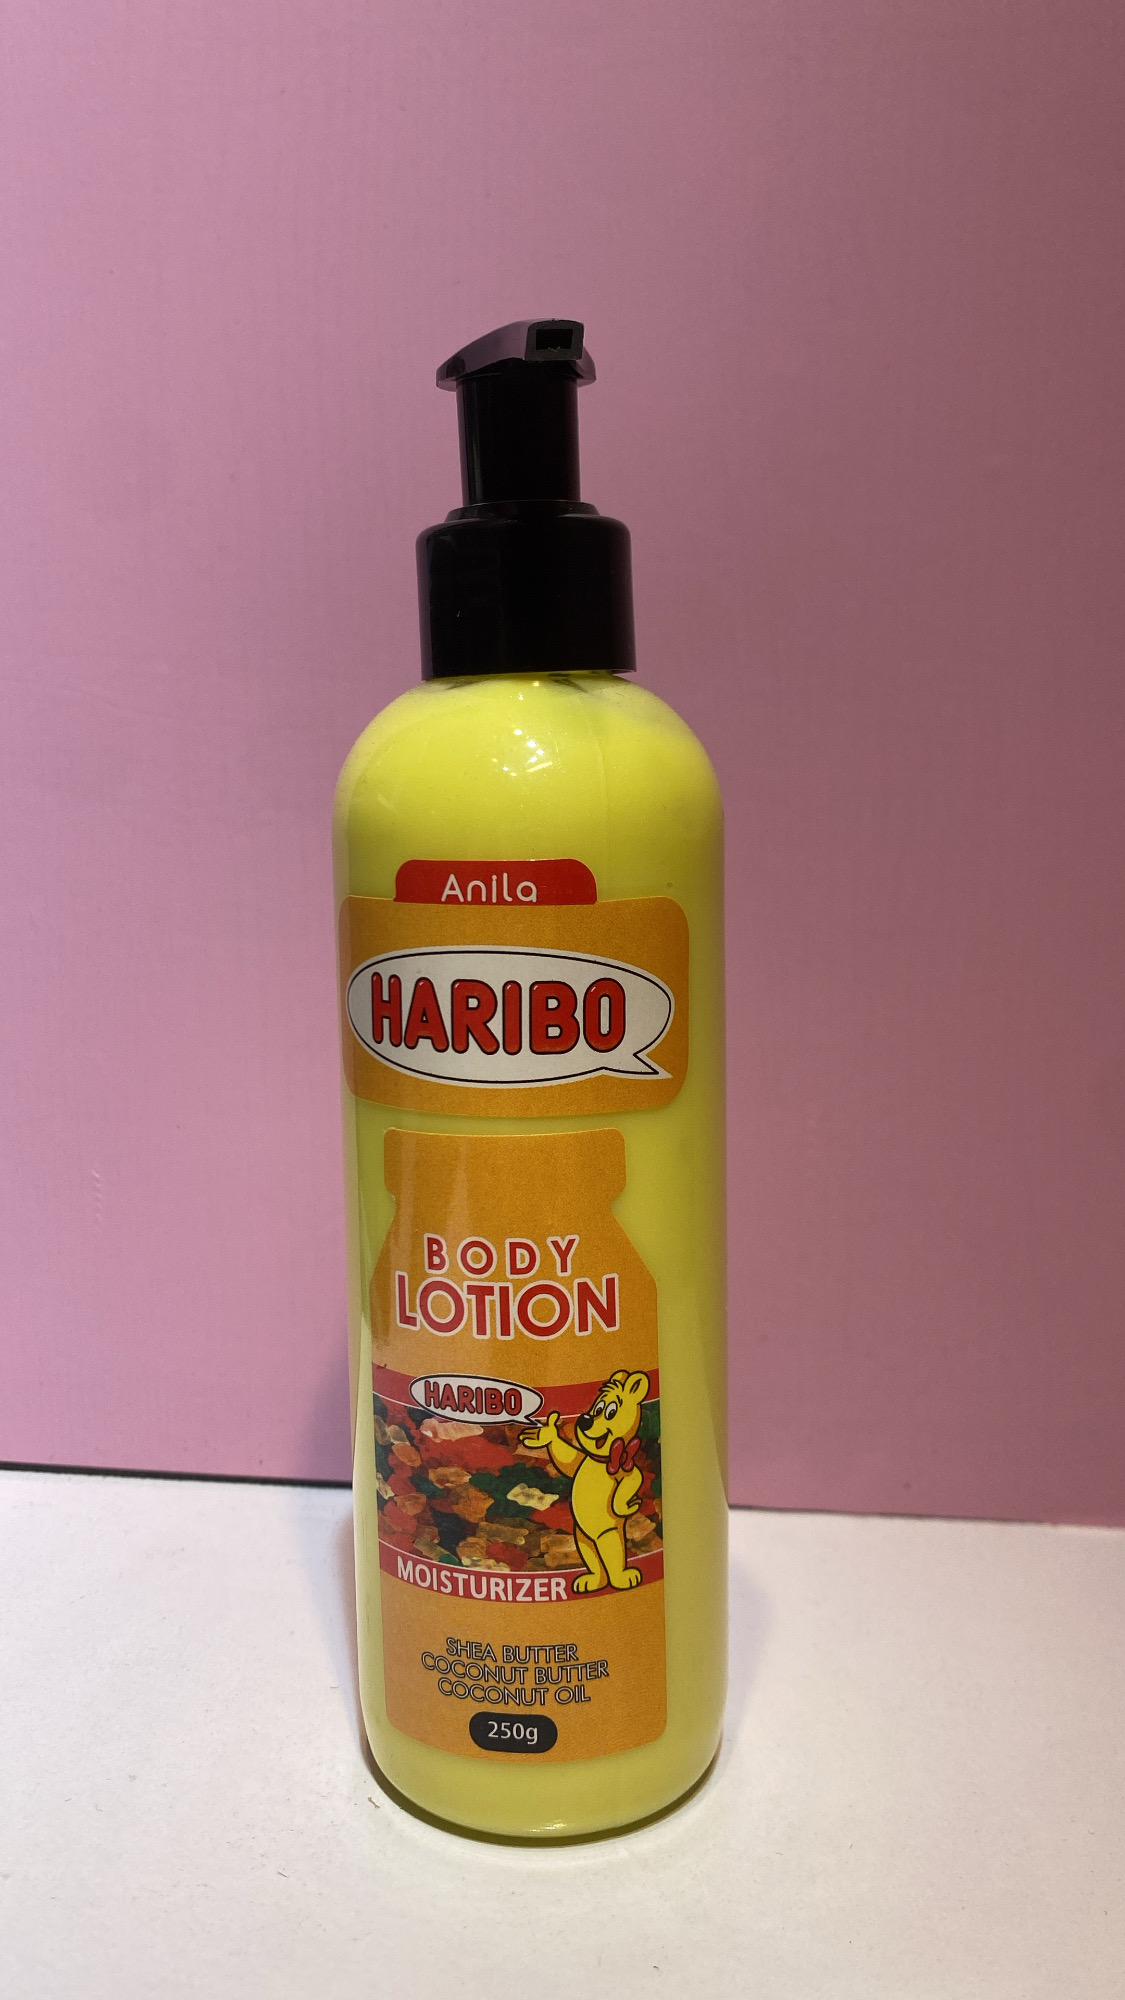 Anila
HARIBO
BODY
LOTION
HARIBO
MOISTURIZER
SHEA BUTTER
COCONUT BUTTER
COCONUT OIL
250g